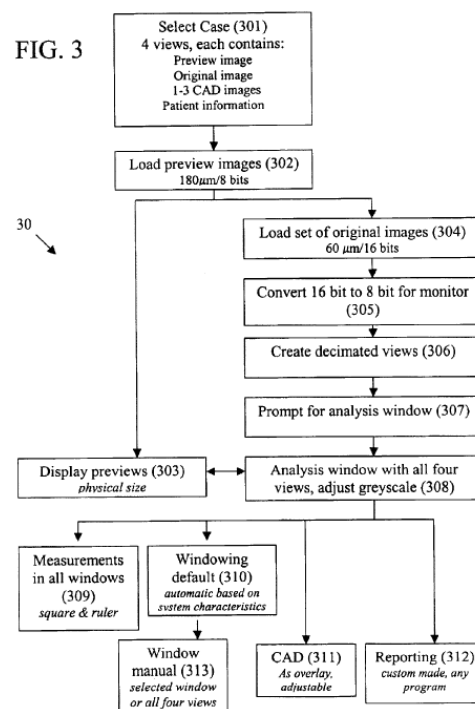 FIG. 3
Select Case (301)
4 views, each contains:
Preview image
Original image
1-3 CAD images
Patient information
Load preview images (302)
180μm/8 bits
30
Load set of original images (304)
60 μm/16 bits
Convert 16 bit to 8 bit for monitor
(305)
Create decimated views (306)
Prompt for analysis window (307)
Display previews (303)
physical size
Analysis window with all four
views, adjust greyscale (308)
Measurements
in all windows
(309)
square & ruler
Windowing
default (310)
automatic based on
system characteristics
Window
manual (313)
selected window
or all four views
CAD (311)
As overlay,
adjustable
Reporting (312)
custom made, any
program